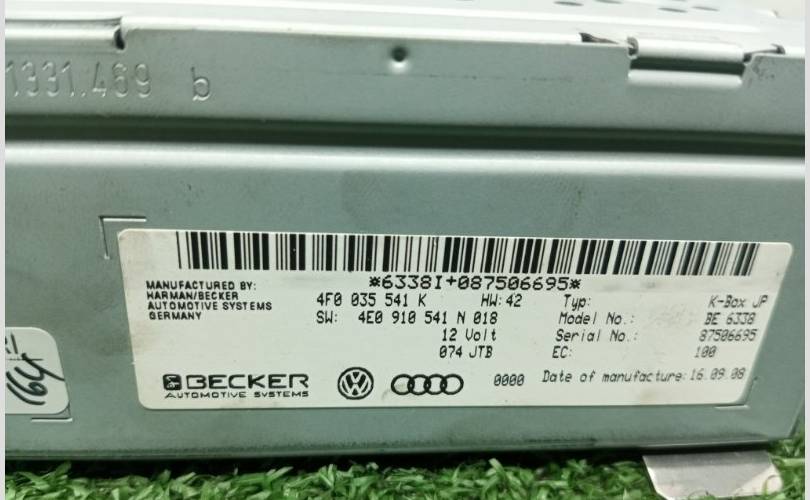 1331.469 b
*6338I+087506695*
MANUFACTURED BY:
HARMAN/BECKER
AUTOMOTIVE SYSTEMS
GERMANY
4F0 035 541 K HW:42 Typ: K-Box JP
SW: 4E0 910 541 N 018 Model No.: BE 6338
12 Volt Serial No.: 87506695
074 JTB EC: 100
BECKER
AUTOMOTIVE SYSTEMS
0000 Date of manufacture: 16.09.08
164